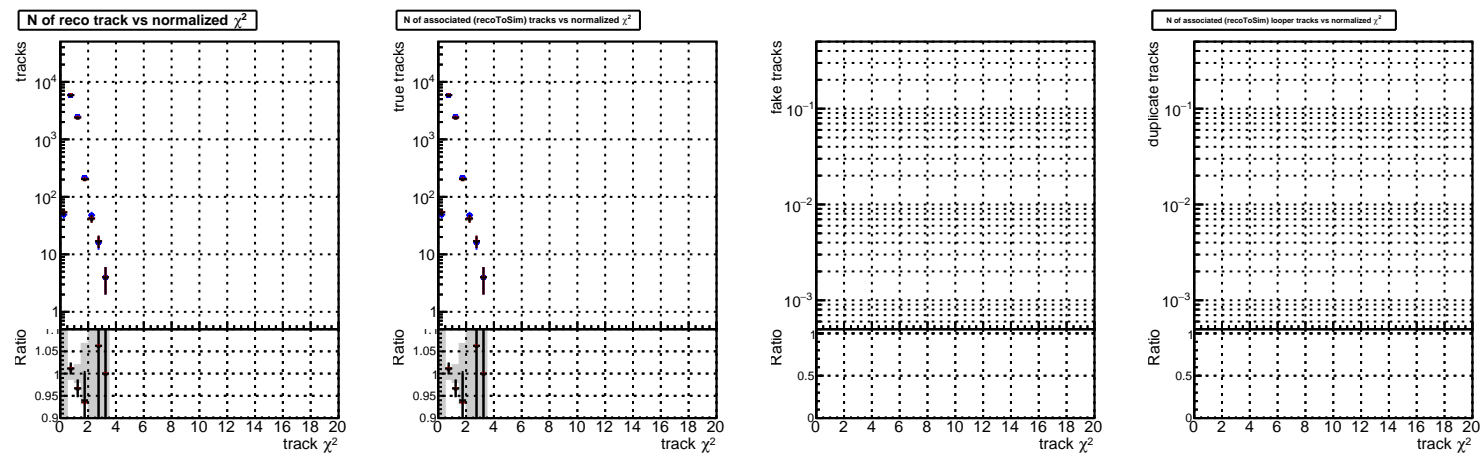 N of reco track vs normalized χ²
tracks
10⁴
10³
10²
10
1
Ratio
1.1
1.05
1
0.95
0.9
0 2 4 6 8 10 12 14 16 18 20
track χ²
N of associated (recoToSim) tracks vs normalized χ²
true tracks
10⁴
10³
10²
10
1
Ratio
1.1
1.05
1
0.95
0.9
0 2 4 6 8 10 12 14 16 18 20
track χ²
fake tracks
10⁻¹
10⁻²
10⁻³
Ratio
1
0.5
0
0 2 4 6 8 10 12 14 16 18 20
track χ²
N of associated (recoToSim) looper tracks vs normalized χ²
duplicate tracks
10⁻¹
10⁻²
10⁻³
Ratio
1
0.5
0
0 2 4 6 8 10 12 14 16 18 20
track χ²